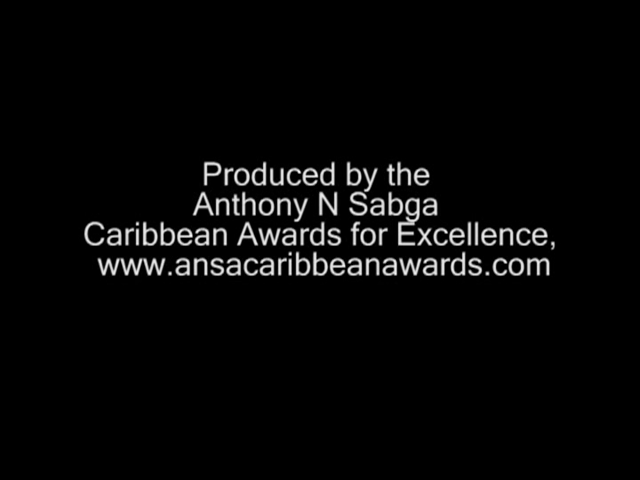 Produced by the
Anthony N Sabga
Caribbean Awards for Excellence,
www.ansacaribbeanawards.com